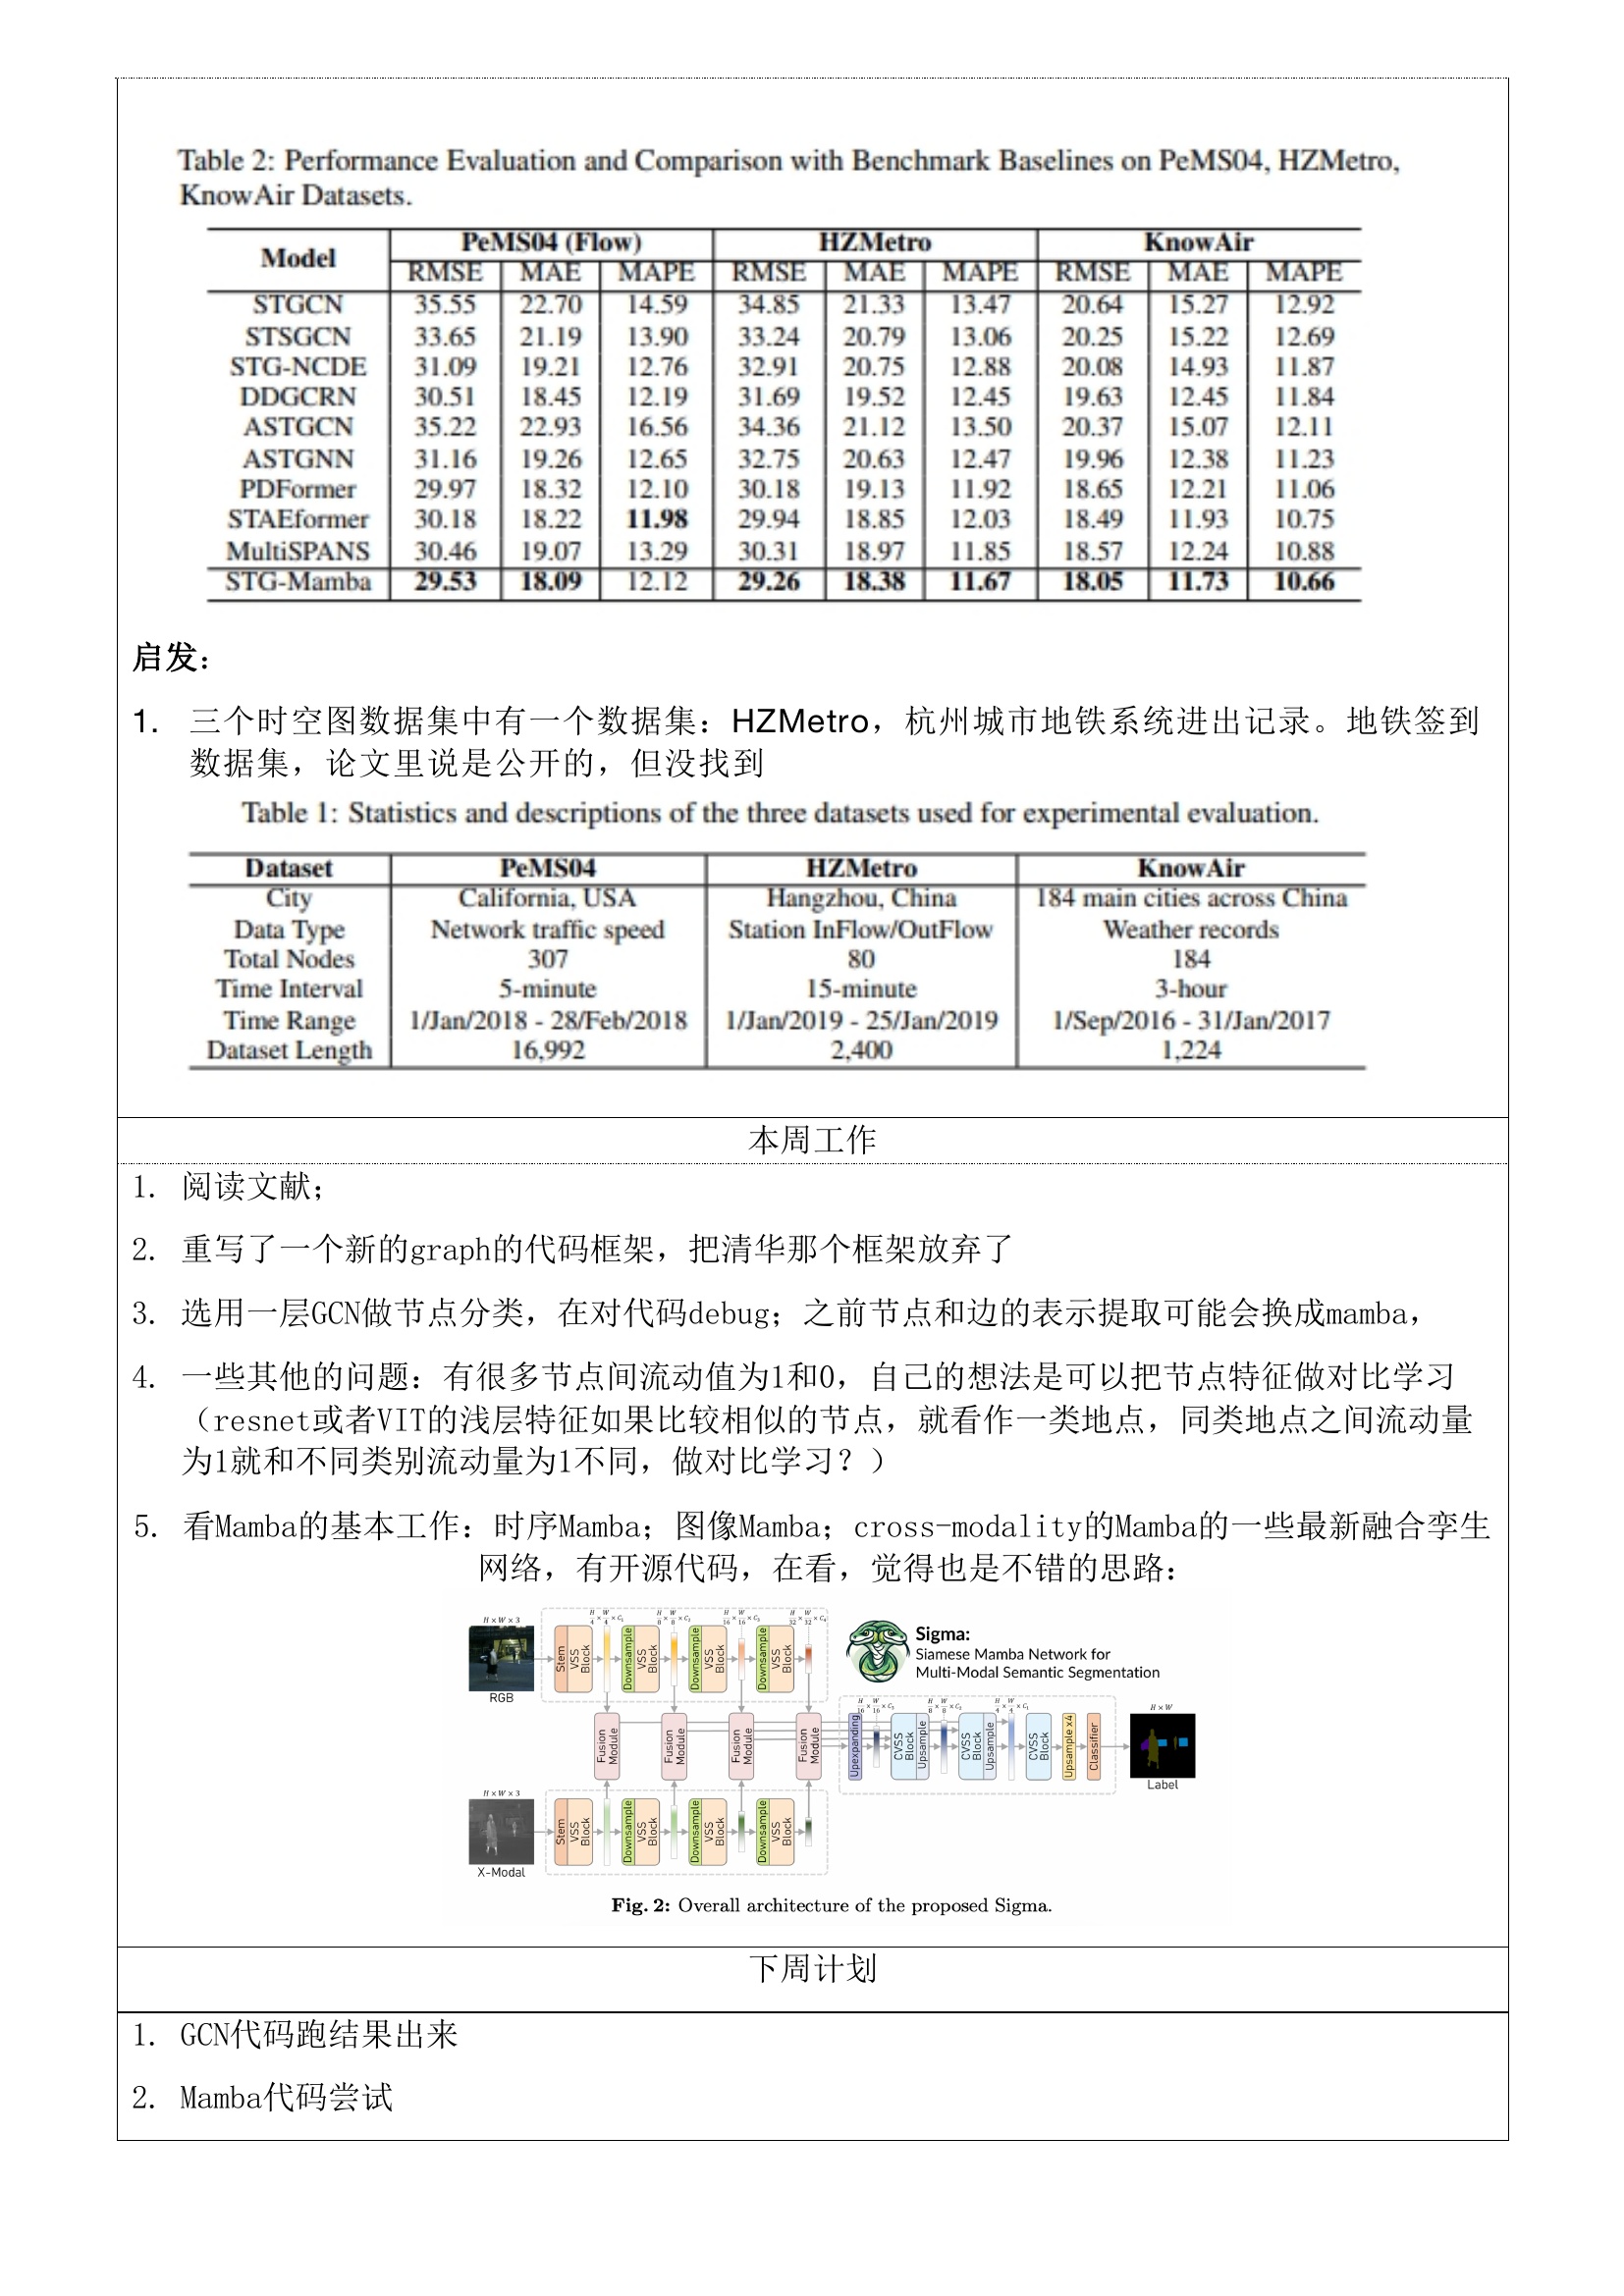 Table 2: Performance Evaluation and Comparison with Benchmark Baselines on PeMS04, HZMetro,
KnowAir Datasets.
Model PeMS04 (Flow) HZMetro KnowAir
RMSE MAE MAPE RMSE MAE MAPE RMSE MAE MAPE
STGCN 35.55 22.70 14.59 34.85 21.33 13.47 20.64 15.27 12.92
STSGCN 33.65 21.19 13.90 33.24 20.79 13.06 20.25 15.22 12.69
STG-NCDE 31.09 19.21 12.76 32.91 20.75 12.88 20.08 14.93 11.87
DDGCRN 30.51 18.45 12.19 31.69 19.52 12.45 19.63 12.45 11.84
ASTGCN 35.22 22.93 16.56 34.36 21.12 13.50 20.37 15.07 12.11
ASTGNN 31.16 19.26 12.65 32.75 20.63 12.47 19.96 12.38 11.23
PDFormer 29.97 18.32 12.10 30.18 19.13 11.92 18.65 12.21 11.06
STAEformer 30.18 18.22 11.98 29.94 18.85 12.03 18.49 11.93 10.75
MultiSPANS 30.46 19.07 13.29 30.31 18.97 11.85 18.57 12.24 10.88
STG-Mamba 29.53 18.09 12.12 29.26 18.38 11.67 18.05 11.73 10.66
启发：
1. 三个时空图数据集中有一个数据集：HZMetro，杭州城市地铁系统进出记录。地铁签到
数据集，论文里说是公开的，但没找到
Table 1: Statistics and descriptions of the three datasets used for experimental evaluation.
Dataset PeMS04 HZMetro KnowAir
City California, USA Hangzhou, China 184 main cities across China
Data Type Network traffic speed Station InFlow/OutFlow Weather records
Total Nodes 307 80 184
Time Interval 5-minute 15-minute 3-hour
Time Range 1/Jan/2018 - 28/Feb/2018 1/Jan/2019 - 25/Jan/2019 1/Sep/2016 - 31/Jan/2017
Dataset Length 16,992 2,400 1,224
本周工作
1. 阅读文献；
2. 重写了一个新的graph的代码框架，把清华那个框架放弃了
3. 选用一层GCN做节点分类，在对代码debug；之前节点和边的表示提取可能会换成mamba，
4. 一些其他的问题：有很多节点间流动值为1和0，自己的想法是可以把节点特征做对比学习
（resnet或者VIT的浅层特征如果比较相似的节点，就看作一类地点，同类地点之间流动量
为1就和不同类别流动量为1不同，做对比学习？）
5. 看Mamba的基本工作：时序Mamba；图像Mamba；cross-modality的Mamba的一些最新融合孪生
网络，有开源代码，在看，觉得也是不错的思路：
H × W × 3
H/4 × W/4 × C₁ H/8 × W/8 × C₂ H/16 × W/16 × C₃ H/32 × W/32 × C₄
Stem VSS Block Downsample VSS Block Downsample VSS Block Downsample VSS Block
RGB
Sigma:
Siamese Mamba Network for
Multi-Modal Semantic Segmentation
H/16 × W/16 × C₃ H/8 × W/8 × C₂ H/4 × W/4 × C₁
H × W
Fusion Module Fusion Module Fusion Module Fusion Module
Upexpanding CVSS Block Upsample CVSS Block Upsample CVSS Block Upsample x4 Classifier
Label
H × W × 3
Stem VSS Block Downsample VSS Block Downsample VSS Block Downsample VSS Block
X-Modal
Fig. 2: Overall architecture of the proposed Sigma.
下周计划
1. GCN代码跑结果出来
2. Mamba代码尝试